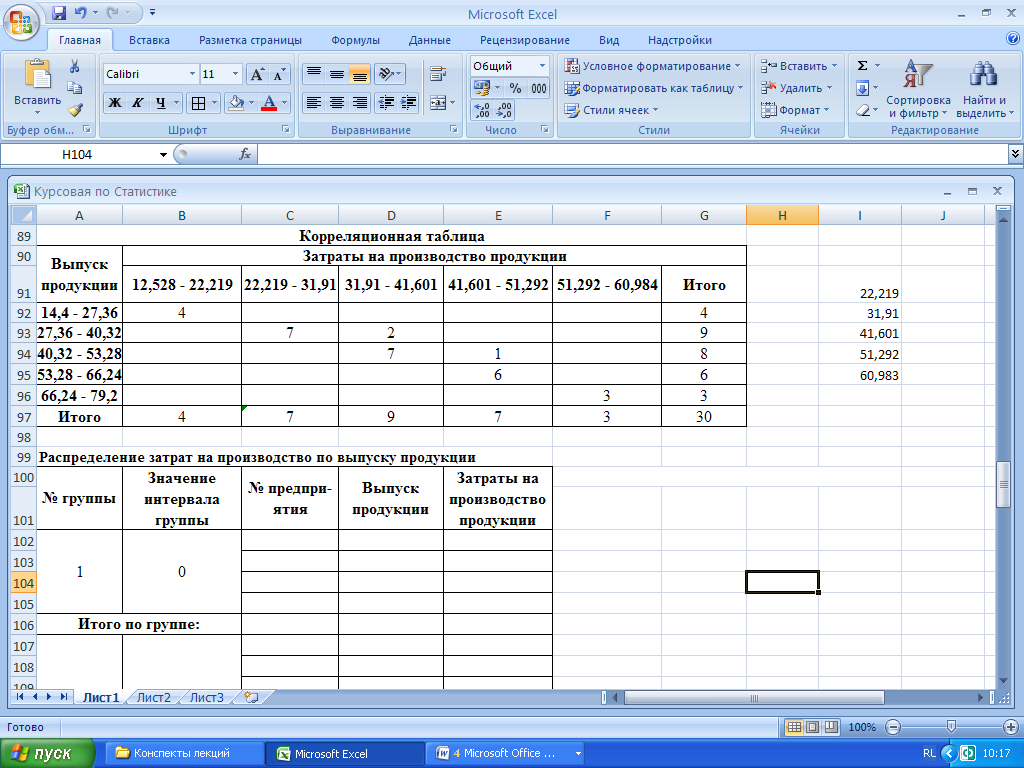 Microsoft Excel
Главная Вставка Разметка страницы Формулы Данные Рецензирование Вид Надстройки
Вставить
Буфер обм...
Calibri 11
Ж К Ч
Шрифт
Выравнивание
Общий
% 000
Число
Условное форматирование
Форматировать как таблицу
Стили ячеек
Стили
Вставить
Удалить
Формат
Ячейки
Σ
Сортировка и фильтр
Найти и выделить
Редактирование
H104 fx
Курсовая по Статистике
A B C D E F G H I J
89 Корреляционная таблица
90 Выпуск продукции Затраты на производство продукции
91 12,528 - 22,219 22,219 - 31,91 31,91 - 41,601 41,601 - 51,292 51,292 - 60,984 Итого 22,219
92 14,4 - 27,36 4 4 31,91
93 27,36 - 40,32 7 2 9 41,601
94 40,32 - 53,28 7 1 8 51,292
95 53,28 - 66,24 6 6 60,983
96 66,24 - 79,2 3 3
97 Итого 4 7 9 7 3 30
98
99 Распределение затрат на производство по выпуску продукции
100 № группы Значение интервала группы № предпри-ятия Выпуск продукции Затраты на производство продукции
101
102
103 1 0
104
105
106 Итого по группе:
107
108
109
Лист1 Лист2 Лист3
Готово 100%
пуск Конспекты лекций Microsoft Excel 4 Microsoft Office ... RL 10:17